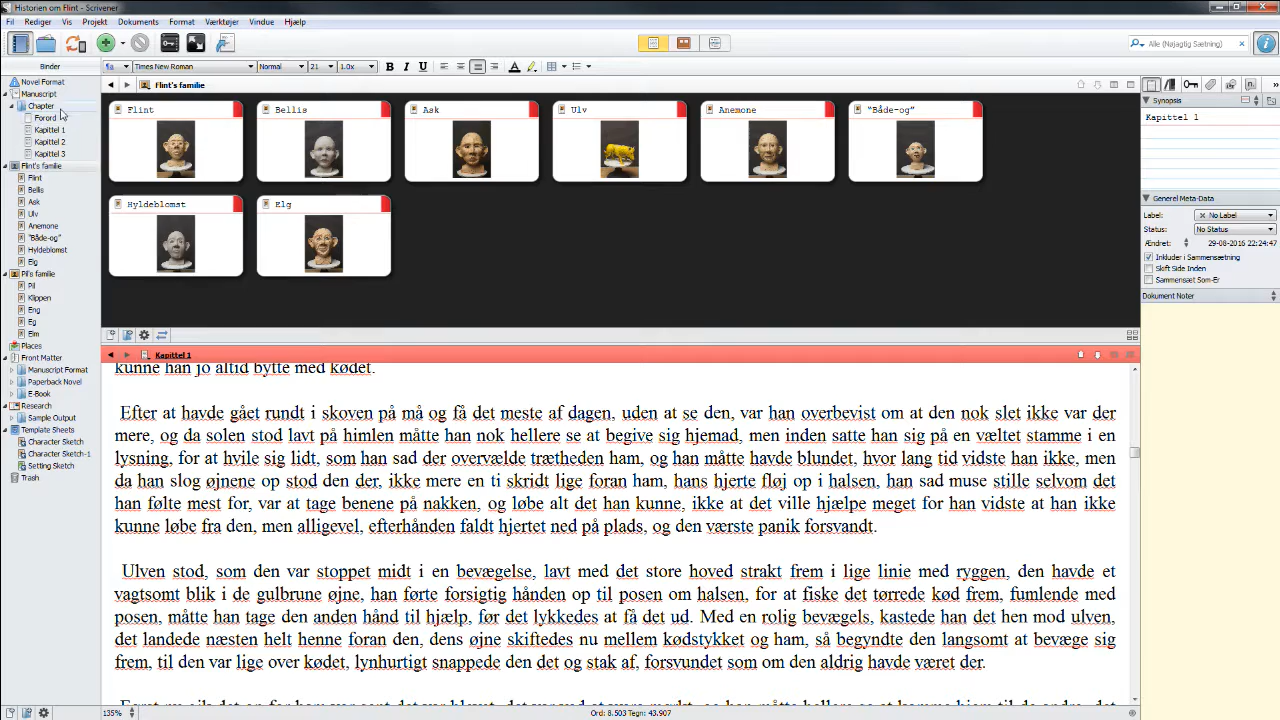 Historien om Flint - Scrivener
Fil Rediger Vis Projekt Dokuments Format Værktøjer Vindue Hjælp
Alle (Nøjagtig Sætning)
Binder
Times New Roman Normal 21 1.0x B I U A
Novel Format
Manuscript
Chapter
Forord
Kapittel 1
Kapittel 2
Kapittel 3
Flint's familie
Flint
Bellis
Ask
Ulv
Anemone
"Både-og"
Hyldeblomst
Elg
Pil's familie
Pil
Klippen
Eng
Eg
Elm
Places
Front Matter
Manuscript Format
Paperback Novel
E-Book
Research
Sample Output
Template Sheets
Character Sketch
Character Sketch-1
Setting Sketch
Trash
Flint's familie
Flint Bellis Ask Ulv Anemone "Både-og"
Hyldeblomst Elg
Kapittel 1
kunne han jo altid bytte med kødet.
Efter at havde gået rundt i skoven på må og få det meste af dagen, uden at se den, var han overbevist om at den nok slet ikke var der
mere, og da solen stod lavt på himlen måtte han nok hellere se at begive sig hjemad, men inden satte han sig på en væltet stamme i en
lysning, for at hvile sig lidt, som han sad der overvælde trætheden ham, og han måtte havde blundet, hvor lang tid vidste han ikke, men
da han slog øjnene op stod den der, ikke mere en ti skridt lige foran ham, hans hjerte fløj op i halsen, han sad muse stille selvom det
han følte mest for, var at tage benene på nakken, og løbe alt det han kunne, ikke at det ville hjælpe meget for han vidste at han ikke
kunne løbe fra den, men alligevel, efterhånden faldt hjertet ned på plads, og den værste panik forsvandt.
Ulven stod, som den var stoppet midt i en bevægelse, lavt med det store hoved strakt frem i lige linie med ryggen, den havde et
vagtsomt blik i de gulbrune øjne, han førte forsigtig hånden op til posen om halsen, for at fiske det tørrede kød frem, fumlende med
posen, måtte han tage den anden hånd til hjælp, før det lykkedes at få det ud. Med en rolig bevægels, kastede han det hen mod ulven,
det landede næsten helt henne foran den, dens øjne skiftedes nu mellem kødstykket og ham, så begyndte den langsomt at bevæge sig
frem, til den var lige over kødet, lynhurtigt snappede den det og stak af, forsvundet som om den aldrig havde været der.
135%
Ord: 8.503 Tegn: 43.907
Synopsis
Kapittel 1
Generel Meta-Data
Label: No Label
Status: No Status
Ændret: 29-08-2016 22:24:47
Inkluder i Sammensætning
Skift Side Inden
Sammensæt Som-Er
Dokument Noter